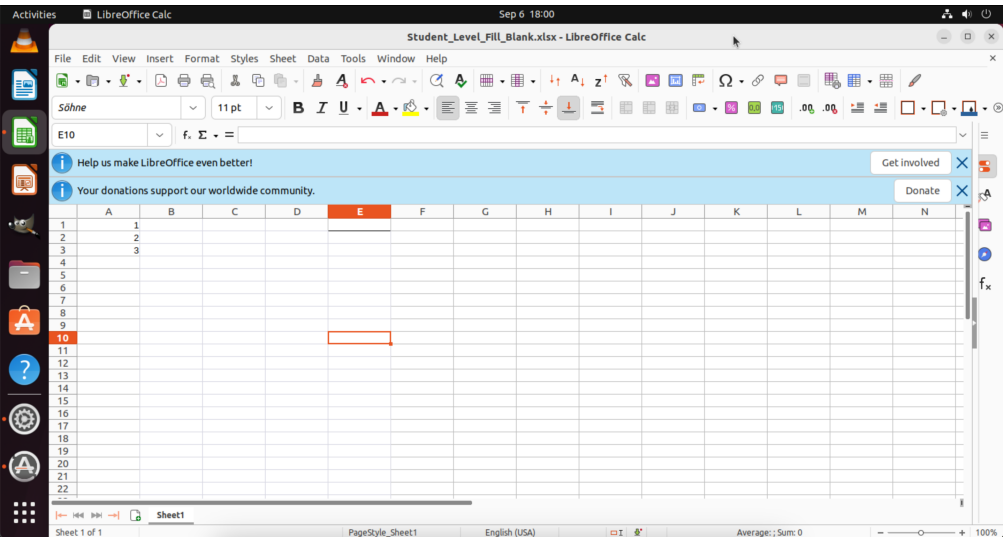 Activities LibreOffice Calc Sep 6 18:00
Student_Level_Fill_Blank.xlsx - LibreOffice Calc
File Edit View Insert Format Styles Sheet Data Tools Window Help
Söhne 11 pt
E10
Help us make LibreOffice even better! Get involved
Your donations support our worldwide community. Donate
A B C D E F G H I J K L M N
1 1
2 2
3 3
4
5
6
7
8
9
10
11
12
13
14
15
16
17
18
19
20
21
22
Sheet1
Sheet 1 of 1 PageStyle_Sheet1 English (USA) Average: ; Sum: 0 100%